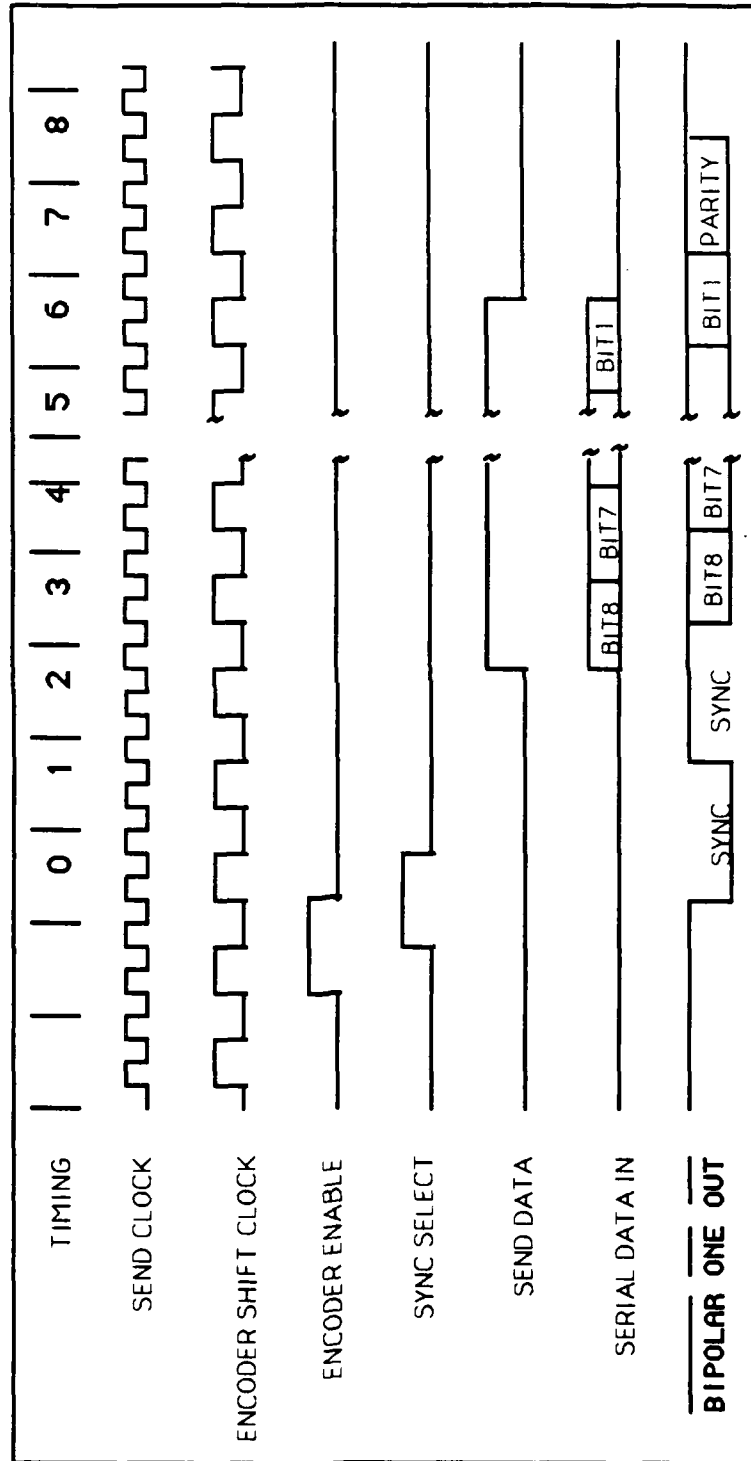 TIMING 0 1 2 3 4 5 6 7 8
SEND CLOCK
ENCODER SHIFT CLOCK
ENCODER ENABLE
SYNC SELECT
SEND DATA
SERIAL DATA IN BIT8 BIT7 BIT1
BIPOLAR ONE OUT SYNC SYNC BIT8 BIT7 BIT1 PARITY